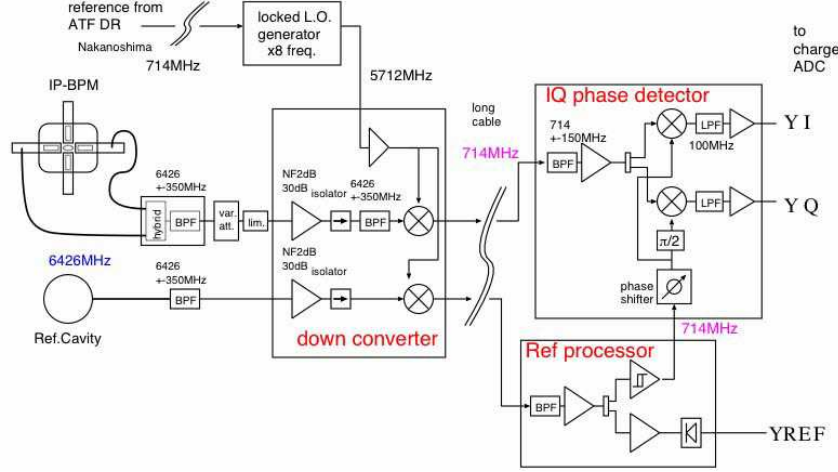 reference from
ATF DR
Nakanoshima
714MHz
locked L.O.
generator
x8 freq.
5712MHz
to
charge
ADC
IP-BPM
6426
+-350MHz
hybrid
BPF
var.
att.
lim.
NF2dB
30dB
isolator
6426
+-350MHz
BPF
long
cable
714MHz
IQ phase detector
714
+-150MHz
BPF
LPF
100MHz
Y I
LPF
Y Q
π/2
phase
shifter
714MHz
6426MHz
Ref.Cavity
6426
+-350MHz
BPF
NF2dB
30dB
isolator
down converter
Ref processor
BPF
YREF